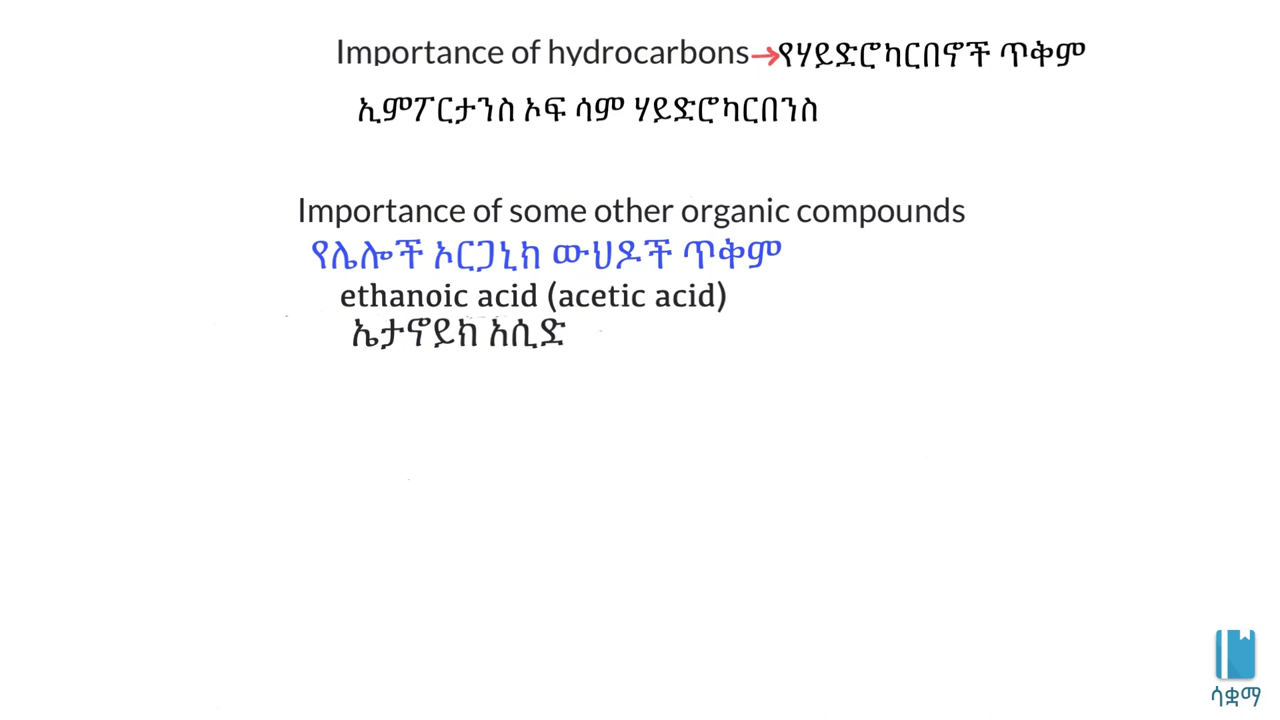 Importance of hydrocarbons→የሃይድሮካርበኖች ጥቅም
ኢምፖርታንስ ኦፍ ሳም ሃይድሮካርበንስ
Importance of some other organic compounds
የሌሎች ኦርጋኒክ ውህዶች ጥቅም
ethanoic acid (acetic acid)
ኤታኖይክ አሲድ
ሳቋማ